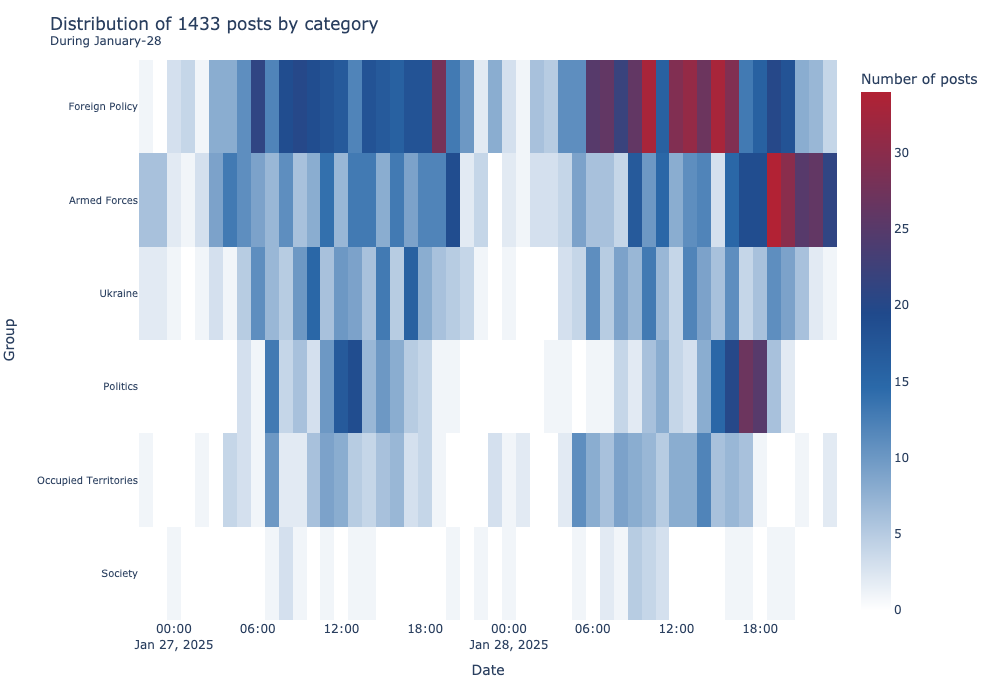 Distribution of 1433 posts by category
During January-28
Number of posts
Foreign Policy
Armed Forces
Ukraine
Politics
Occupied Territories
Society
Group
30
25
20
15
10
5
0
00:00
Jan 27, 2025
06:00
12:00
18:00
00:00
Jan 28, 2025
06:00
12:00
18:00
Date